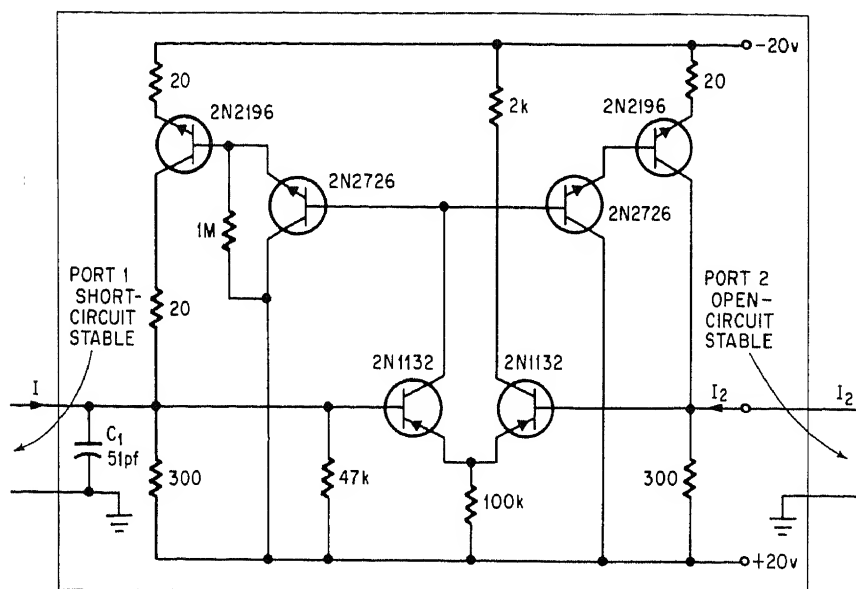 -20v
20
20
2N2196
2N2196
2k
2N2726
2N2726
1M
PORT 1
SHORT-
CIRCUIT
STABLE
PORT 2
OPEN-
CIRCUIT
STABLE
20
2N1132
2N1132
I
I2
I2
C1
51pf
300
47k
100k
300
+20v